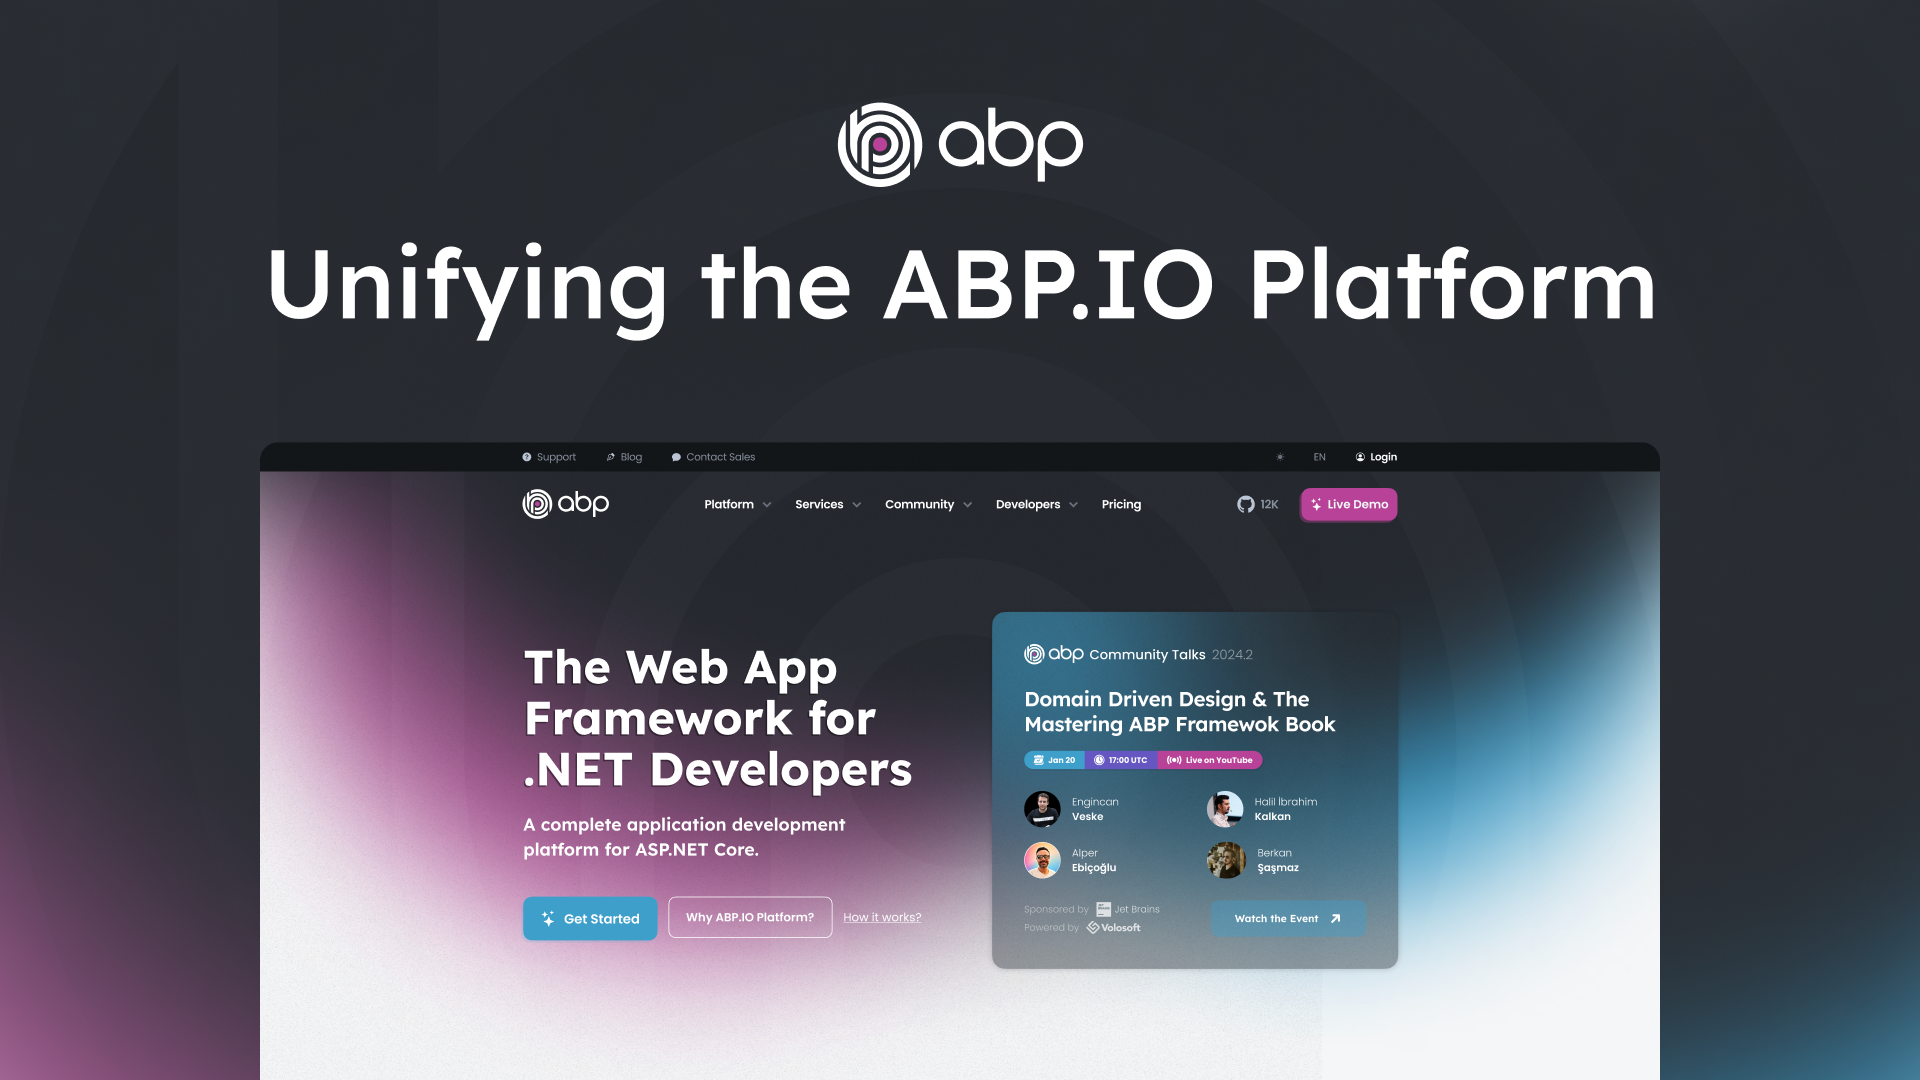 abp
Unifying the ABP.IO Platform
Support Blog Contact Sales EN Login
abp Platform Services Community Developers Pricing 12K Live Demo
The Web App
Framework for
.NET Developers
A complete application development
platform for ASP.NET Core.
Get Started Why ABP.IO Platform? How it works?
abp Community Talks 2024.2
Domain Driven Design & The
Mastering ABP Framewok Book
Jan 20 17:00 UTC Live on YouTube
Engincan
Veske
Halil İbrahim
Kalkan
Alper
Ebiçoğlu
Berkan
Şaşmaz
Sponsored by Jet Brains
Powered by Volosoft
Watch the Event